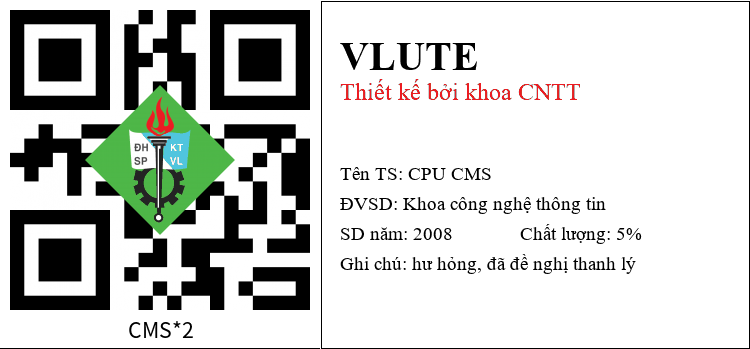 ĐH KT
SP VL
CMS*2
VLUTE
Thiết kế bởi khoa CNTT
Tên TS: CPU CMS
ĐVSD: Khoa công nghệ thông tin
SD năm: 2008 Chất lượng: 5%
Ghi chú: hư hỏng, đã đề nghị thanh lý